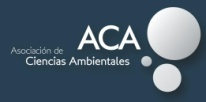 ACA
Asociación de
Ciencias Ambientales